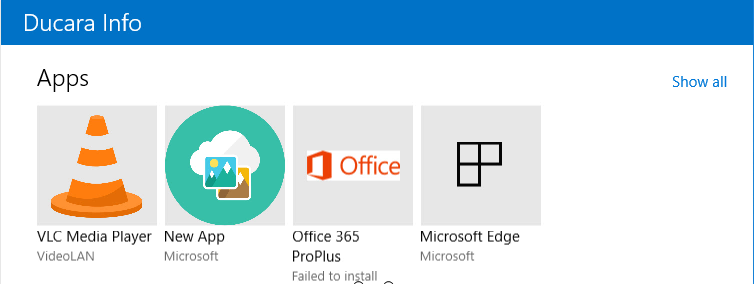 Ducara Info
Apps
Show all
Office
VLC Media Player
VideoLAN
New App
Microsoft
Office 365
ProPlus
Failed to install
Microsoft Edge
Microsoft